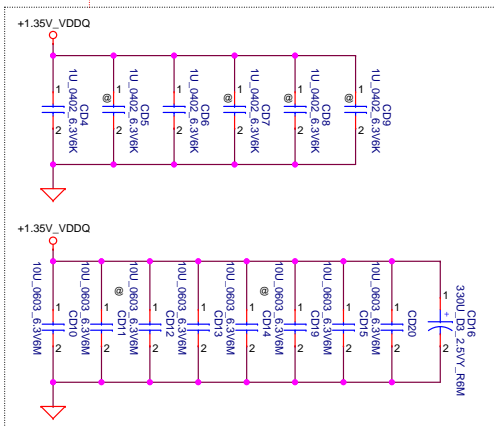 +1.35V_VDDQ
1
2
CD4
1U_0402_6.3V6K
@
1
2
CD5
1U_0402_6.3V6K
1
2
CD6
1U_0402_6.3V6K
@
1
2
CD7
1U_0402_6.3V6K
@
1
2
CD8
1U_0402_6.3V6K
@
1
2
CD9
1U_0402_6.3V6K
+1.35V_VDDQ
1
2
CD10
10U_0603_6.3V6M
1
2
CD11
10U_0603_6.3V6M
@
1
2
CD12
10U_0603_6.3V6M
1
2
CD13
10U_0603_6.3V6M
1
2
CD14
10U_0603_6.3V6M
@
1
2
CD19
10U_0603_6.3V6M
1
2
CD15
10U_0603_6.3V6M
1
2
CD20
10U_0603_6.3V6M
1
+
2
CD16
330U_D3_2.5VY_R6M